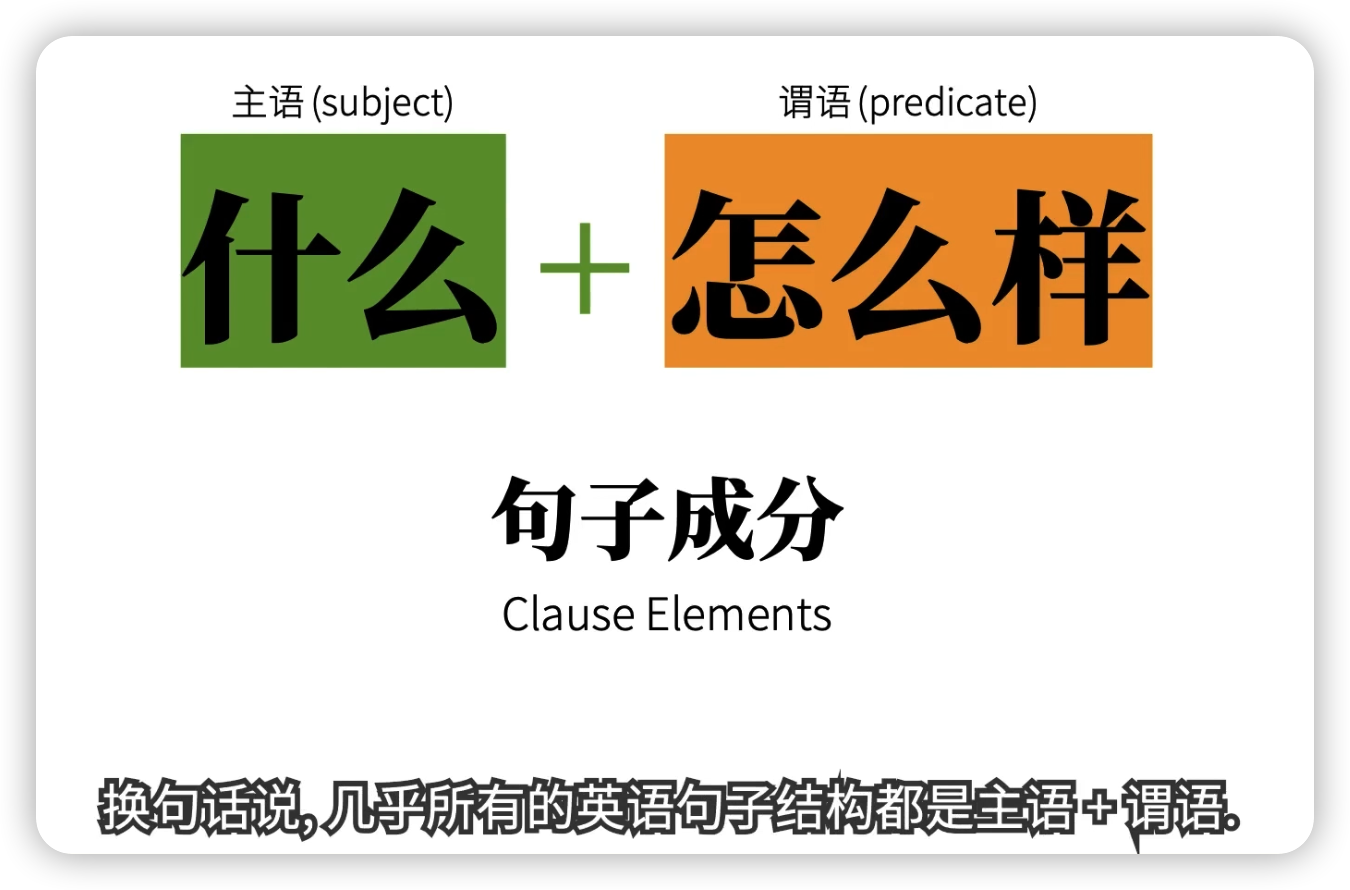 主语 (subject) 谓语 (predicate)
什么 + 怎么样
句子成分
Clause Elements
换句话说, 几乎所有的英语句子结构都是主语+谓语.